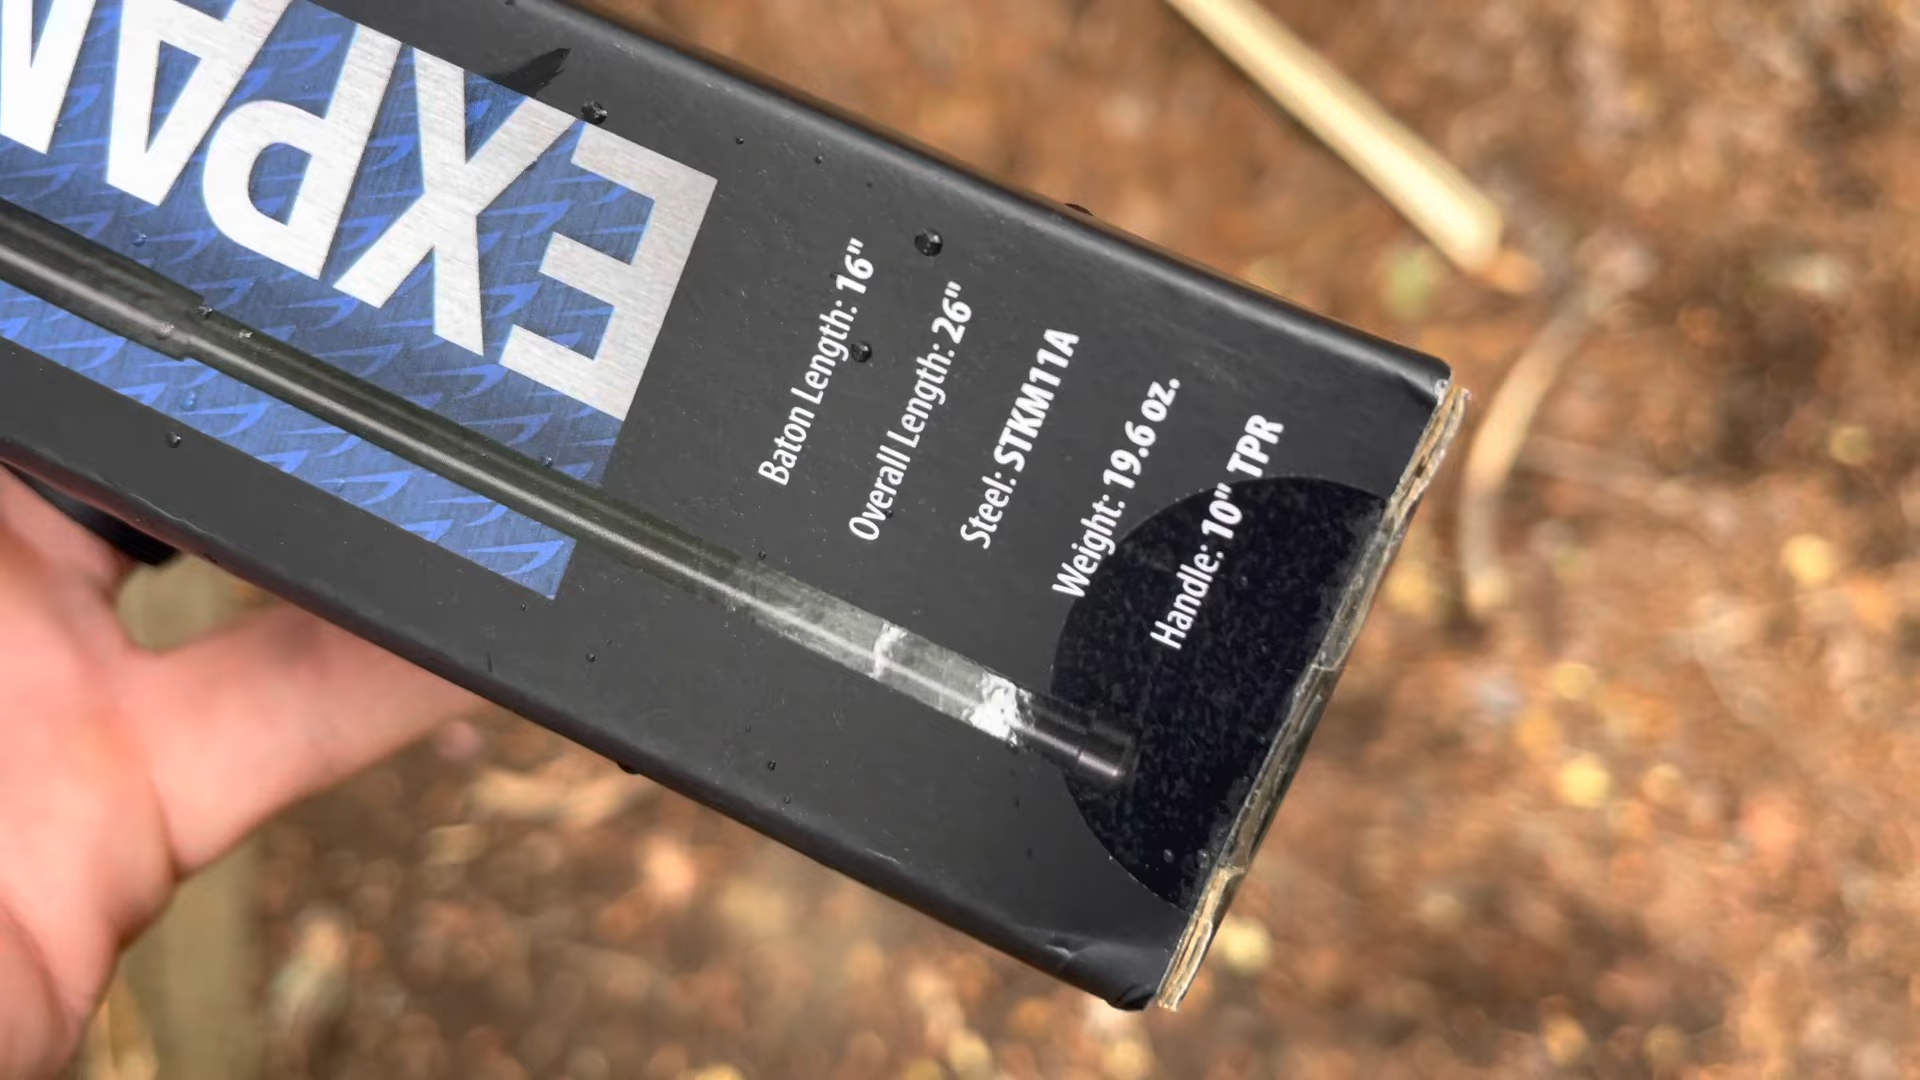 EXPAN
Baton Length: 16"
Overall Length: 26"
Steel: STKM11A
Weight: 19.6 oz.
Handle: 10" TPR